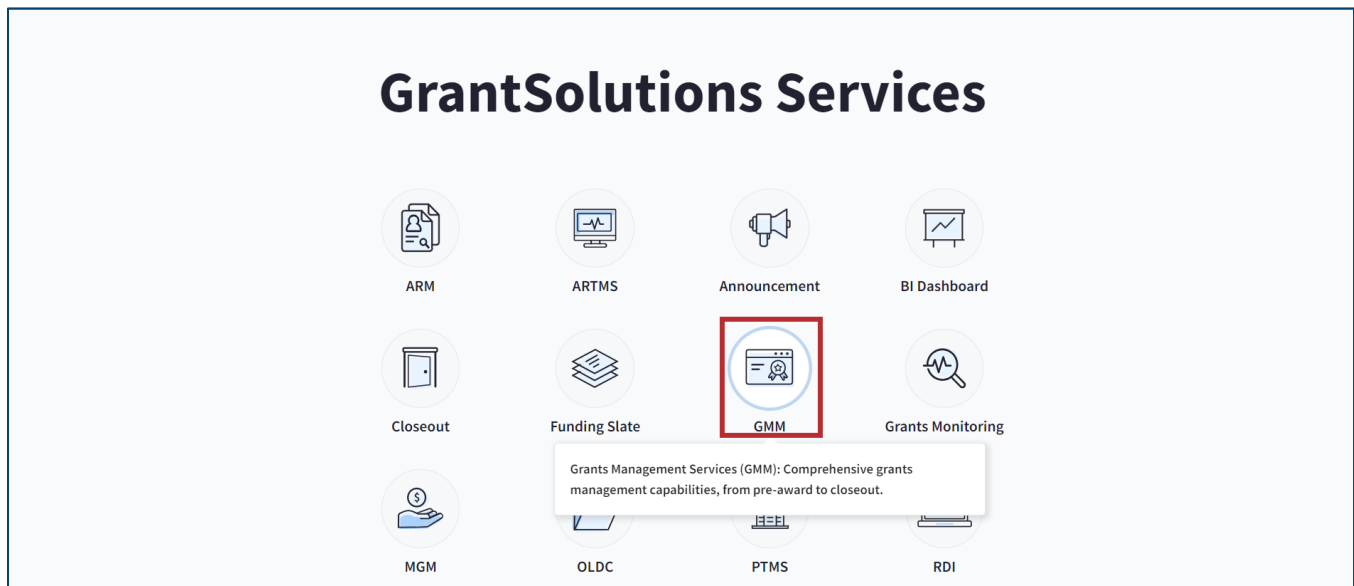 GrantSolutions Services
ARM
ARTMS
Announcement
BI Dashboard
Closeout
Funding Slate
GMM
Grants Monitoring
Grants Management Services (GMM): Comprehensive grants
management capabilities, from pre-award to closeout.
MGM
OLDC
PTMS
RDI